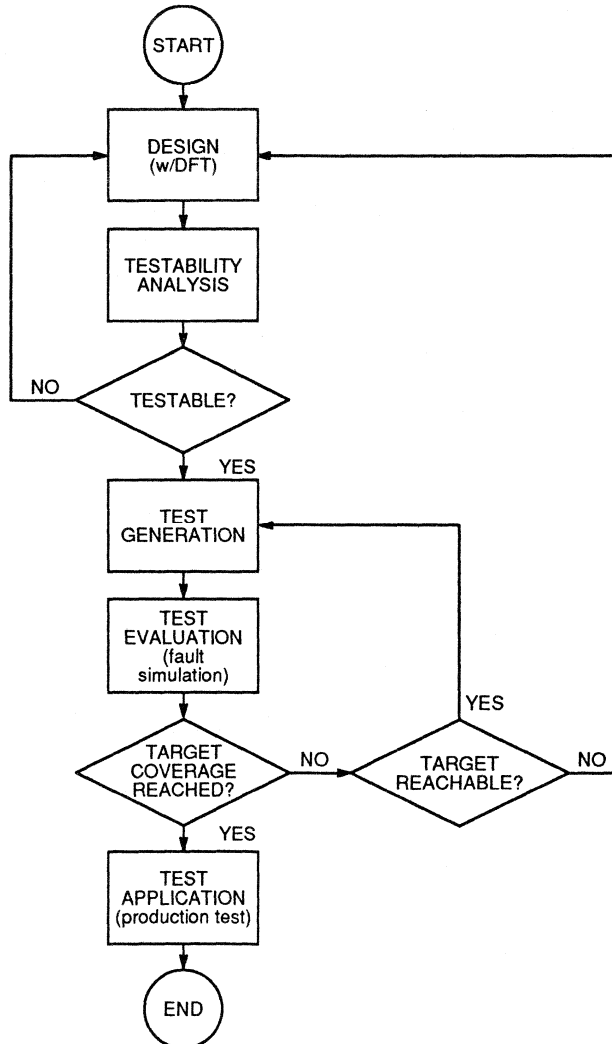 START
DESIGN
(w/DFT)
TESTABILITY
ANALYSIS
NO
TESTABLE?
YES
TEST
GENERATION
TEST
EVALUATION
(fault
simulation)
YES
TARGET
COVERAGE
REACHED?
NO
TARGET
REACHABLE?
NO
YES
TEST
APPLICATION
(production test)
END